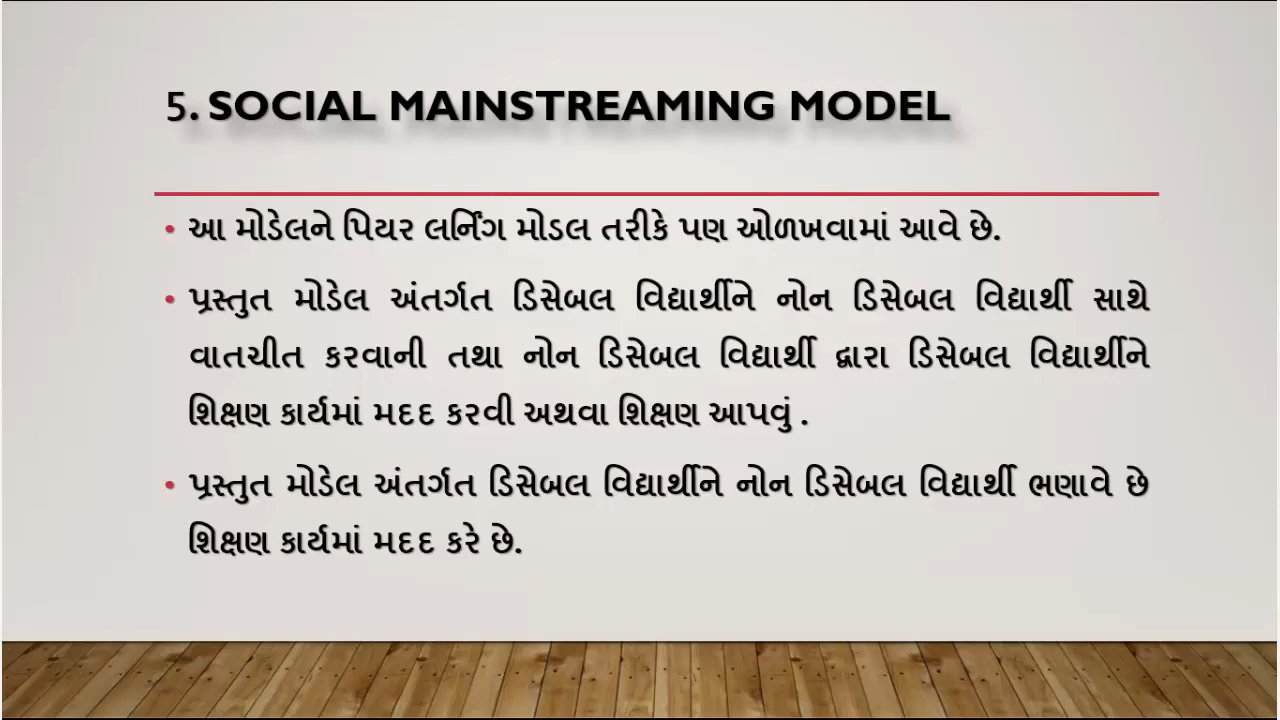 5. SOCIAL MAINSTREAMING MODEL
• આ મોડેલને પિયર લર્નિંગ મોડલ તરીકે પણ ઓળખવામાં આવે છે.
• પ્રસ્તુત મોડેલ અંતર્ગત ડિસેબલ વિદ્યાર્થીને નોન ડિસેબલ વિદ્યાર્થી સાથે
વાતચીત કરવાની તથા નોન ડિસેબલ વિદ્યાર્થી દ્વારા ડિસેબલ વિદ્યાર્થીને
શિક્ષણ કાર્યમાં મદદ કરવી અથવા શિક્ષણ આપવું .
• પ્રસ્તુત મોડેલ અંતર્ગત ડિસેબલ વિદ્યાર્થીને નોન ડિસેબલ વિદ્યાર્થી ભણાવે છે
શિક્ષણ કાર્યમાં મદદ કરે છે.